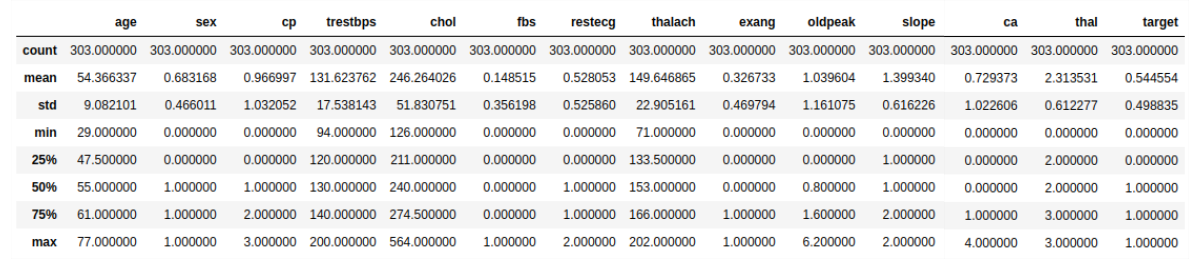 age sex cp trestbps chol fbs restecg thalach exang oldpeak slope ca thal target
count 303.000000 303.000000 303.000000 303.000000 303.000000 303.000000 303.000000 303.000000 303.000000 303.000000 303.000000 303.000000 303.000000 303.000000
mean 54.366337 0.683168 0.966997 131.623762 246.264026 0.148515 0.528053 149.646865 0.326733 1.039604 1.399340 0.729373 2.313531 0.544554
std 9.082101 0.466011 1.032052 17.538143 51.830751 0.356198 0.525860 22.905161 0.469794 1.161075 0.616226 1.022606 0.612277 0.498835
min 29.000000 0.000000 0.000000 94.000000 126.000000 0.000000 0.000000 71.000000 0.000000 0.000000 0.000000 0.000000 0.000000 0.000000
25% 47.500000 0.000000 0.000000 120.000000 211.000000 0.000000 0.000000 133.500000 0.000000 0.000000 1.000000 0.000000 2.000000 0.000000
50% 55.000000 1.000000 1.000000 130.000000 240.000000 0.000000 1.000000 153.000000 0.000000 0.800000 1.000000 0.000000 2.000000 1.000000
75% 61.000000 1.000000 2.000000 140.000000 274.500000 0.000000 1.000000 166.000000 1.000000 1.600000 2.000000 1.000000 3.000000 1.000000
max 77.000000 1.000000 3.000000 200.000000 564.000000 1.000000 2.000000 202.000000 1.000000 6.200000 2.000000 4.000000 3.000000 1.000000